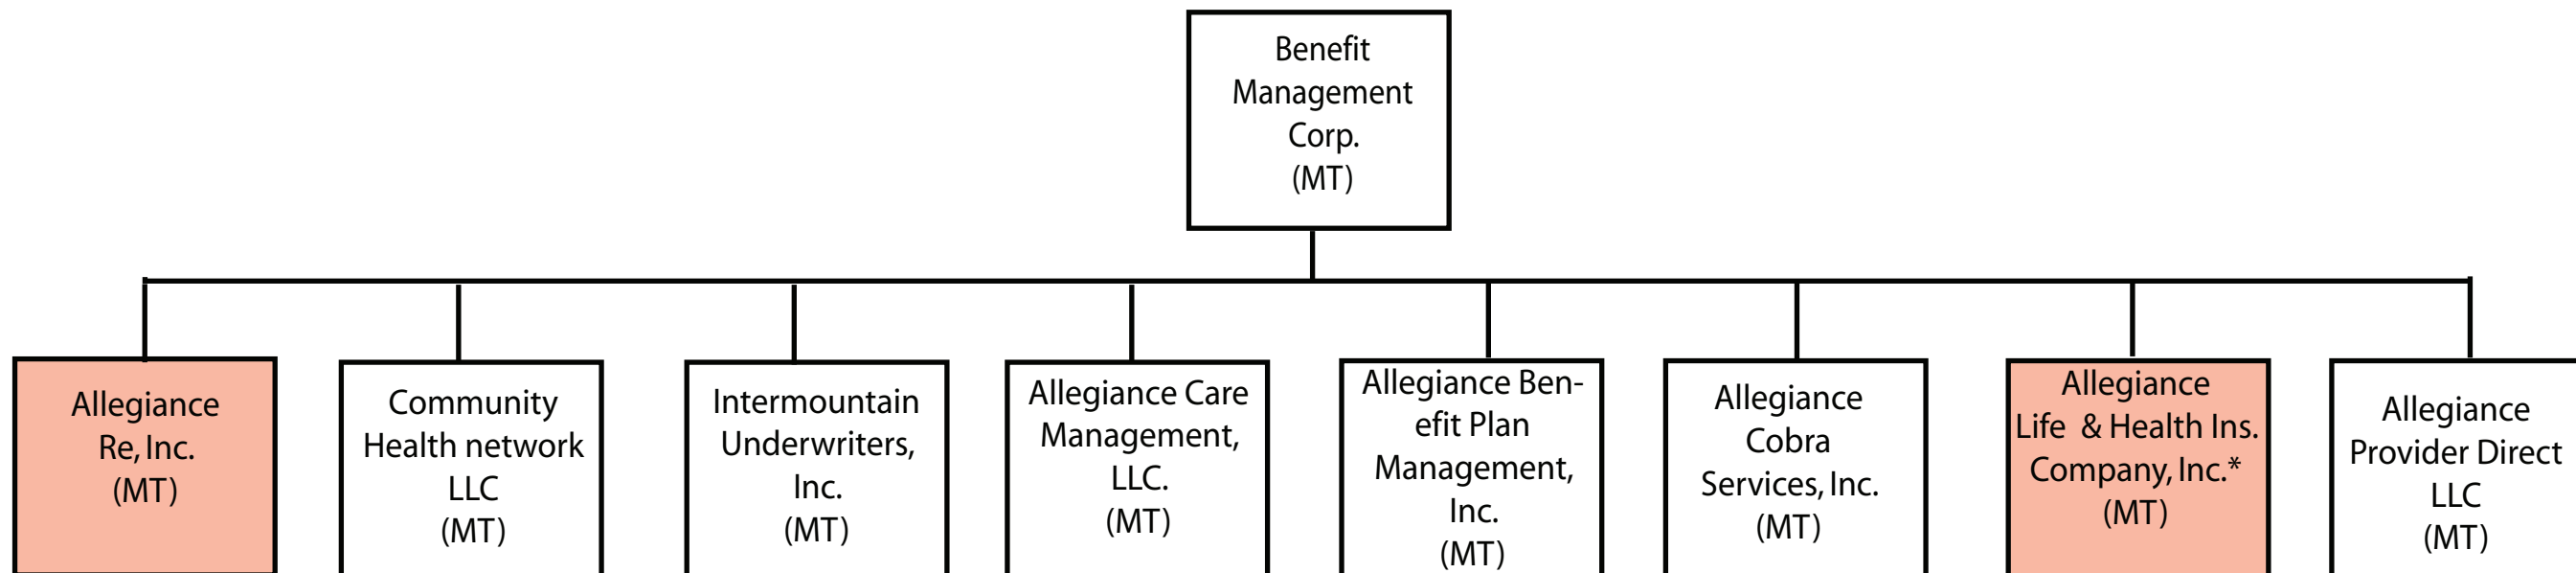 Benefit
Management
Corp.
(MT)
Allegiance
Re, Inc.
(MT)
Community
Health network
LLC
(MT)
Intermountain
Underwriters,
Inc.
(MT)
Allegiance Care
Management,
LLC.
(MT)
Allegiance Ben-
efit Plan
Management,
Inc.
(MT)
Allegiance
Cobra
Services, Inc.
(MT)
Allegiance
Life & Health Ins.
Company, Inc.*
(MT)
Allegiance
Provider Direct
LLC
(MT)